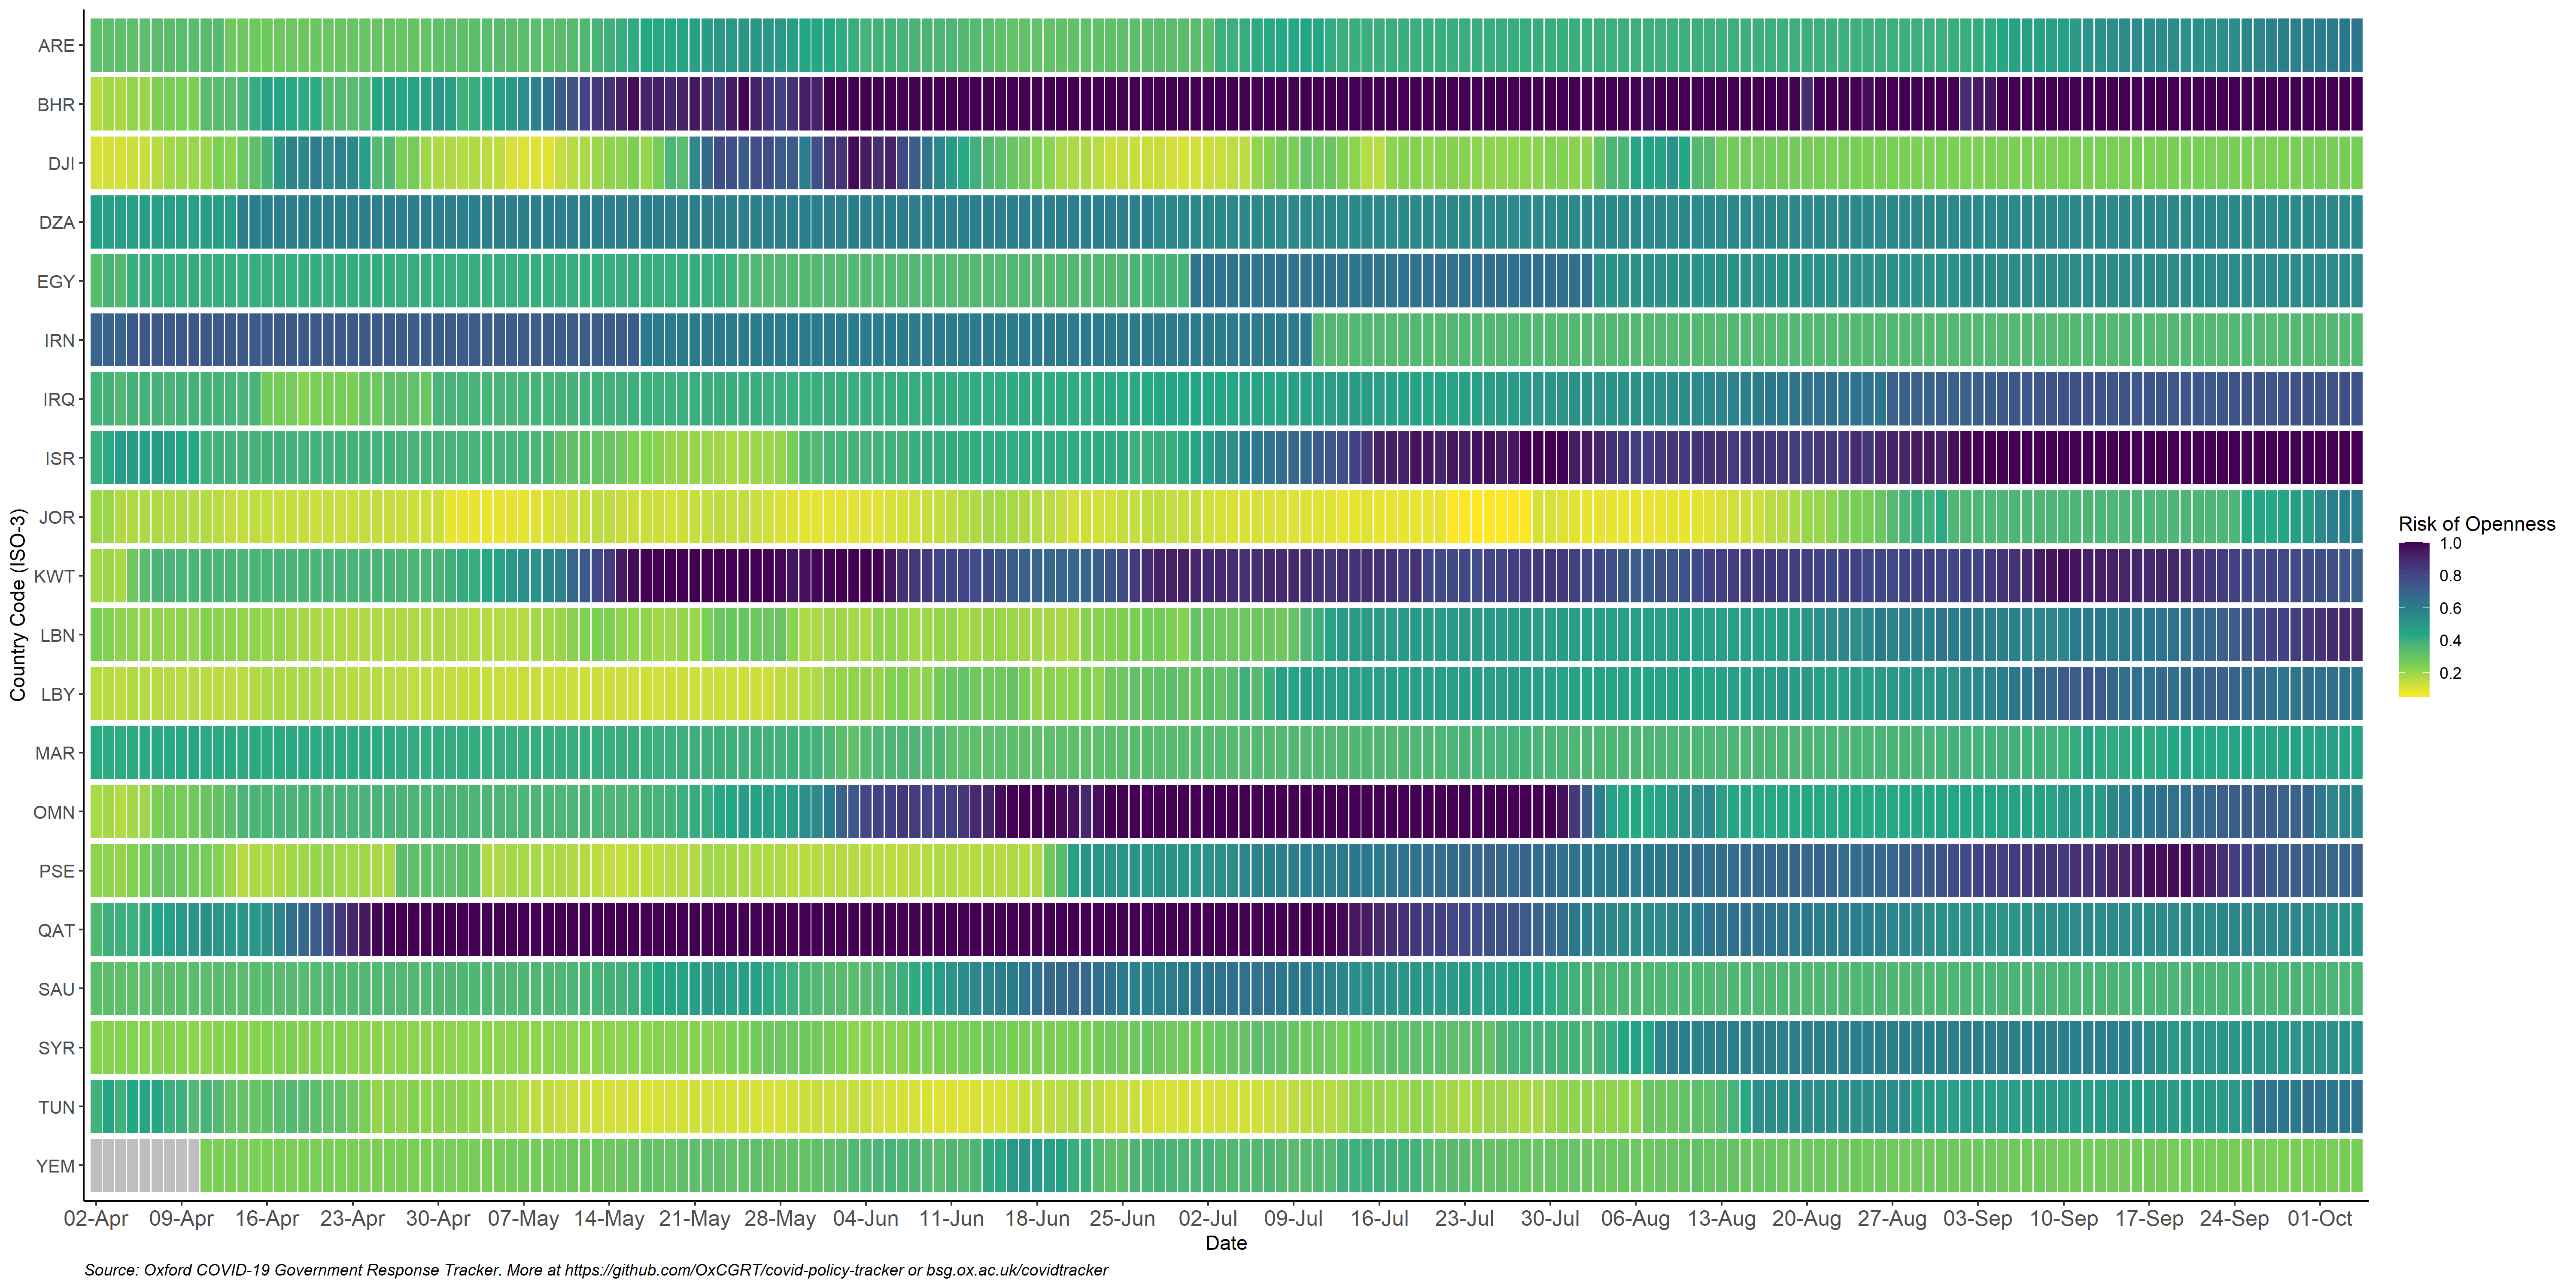 ARE
BHR
DJI
DZA
EGY
IRN
IRQ
ISR
JOR
KWT
LBN
LBY
MAR
OMN
PSE
QAT
SAU
SYR
TUN
YEM
Country Code (ISO-3)
Risk of Openness
1.0
0.8
0.6
0.4
0.2
02-Apr 09-Apr 16-Apr 23-Apr 30-Apr 07-May 14-May 21-May 28-May 04-Jun 11-Jun 18-Jun 25-Jun 02-Jul 09-Jul 16-Jul 23-Jul 30-Jul 06-Aug 13-Aug 20-Aug 27-Aug 03-Sep 10-Sep 17-Sep 24-Sep 01-Oct
Date
Source: Oxford COVID-19 Government Response Tracker. More at https://github.com/OxCGRT/covid-policy-tracker or bsg.ox.ac.uk/covidtracker